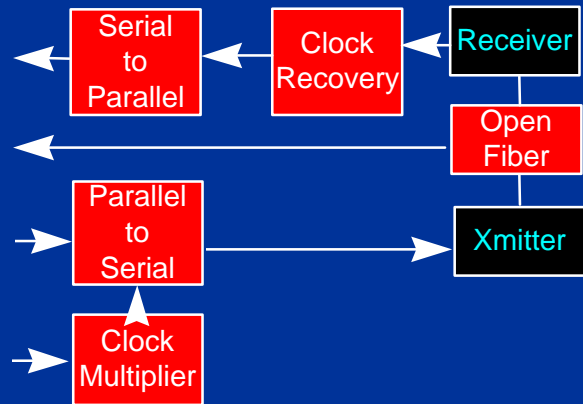 Serial
to
Parallel
Clock
Recovery
Receiver
Open
Fiber
Parallel
to
Serial
Xmitter
Clock
Multiplier